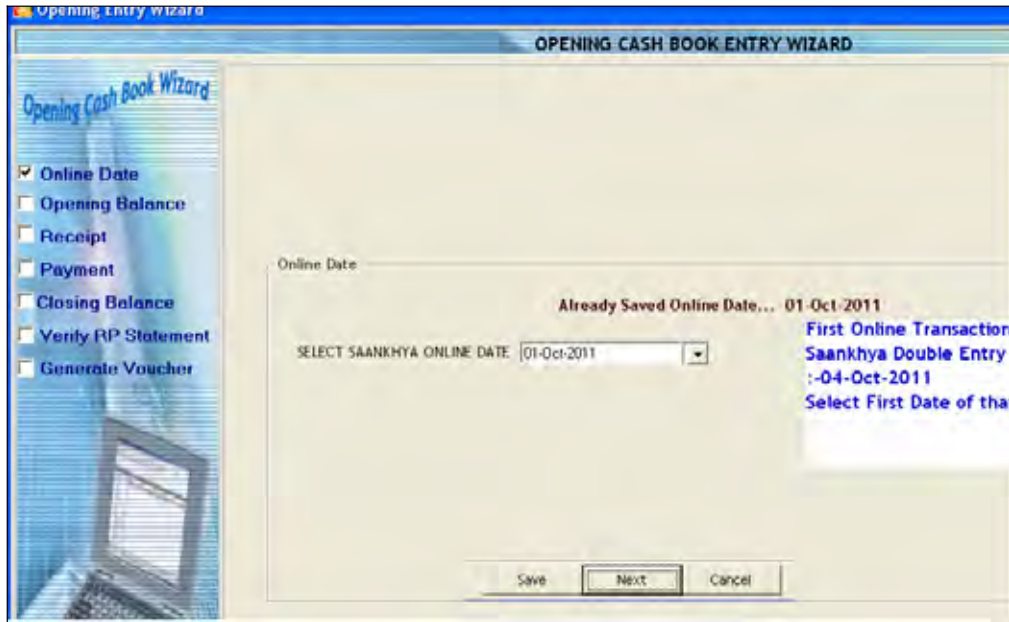 Opening Entry Wizard
OPENING CASH BOOK ENTRY WIZARD
Opening Cash Book Wizard
Online Date
Opening Balance
Receipt
Payment
Closing Balance
Verify RP Statement
Generate Voucher
Online Date
Already Saved Online Date... 01-Oct-2011
SELECT SAANKHYA ONLINE DATE 01-Oct-2011
First Online Transaction
Saankhya Double Entry
:-04-Oct-2011
Select First Date of tha
Save Next Cancel